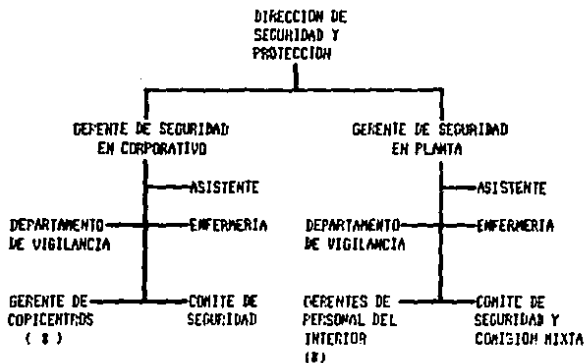 DIRECCION DE
SEGURIDAD Y
PROTECCION
GERENTE DE SEGURIDAD
EN CORPORATIVO
GERENTE DE SEGURIDAD
EN PLANTA
ASISTENTE
ASISTENTE
DEPARTAMENTO
DE VIGILANCIA
ENFERMERIA
DEPARTAMENTO
DE VIGILANCIA
ENFERMERIA
GERENTE DE
COPICENTROS
( * )
COMITE DE
SEGURIDAD
GERENTES DE
PERSONAL DEL
INTERIOR
(*)
COMITE DE
SEGURIDAD Y
COMISION MIXTA